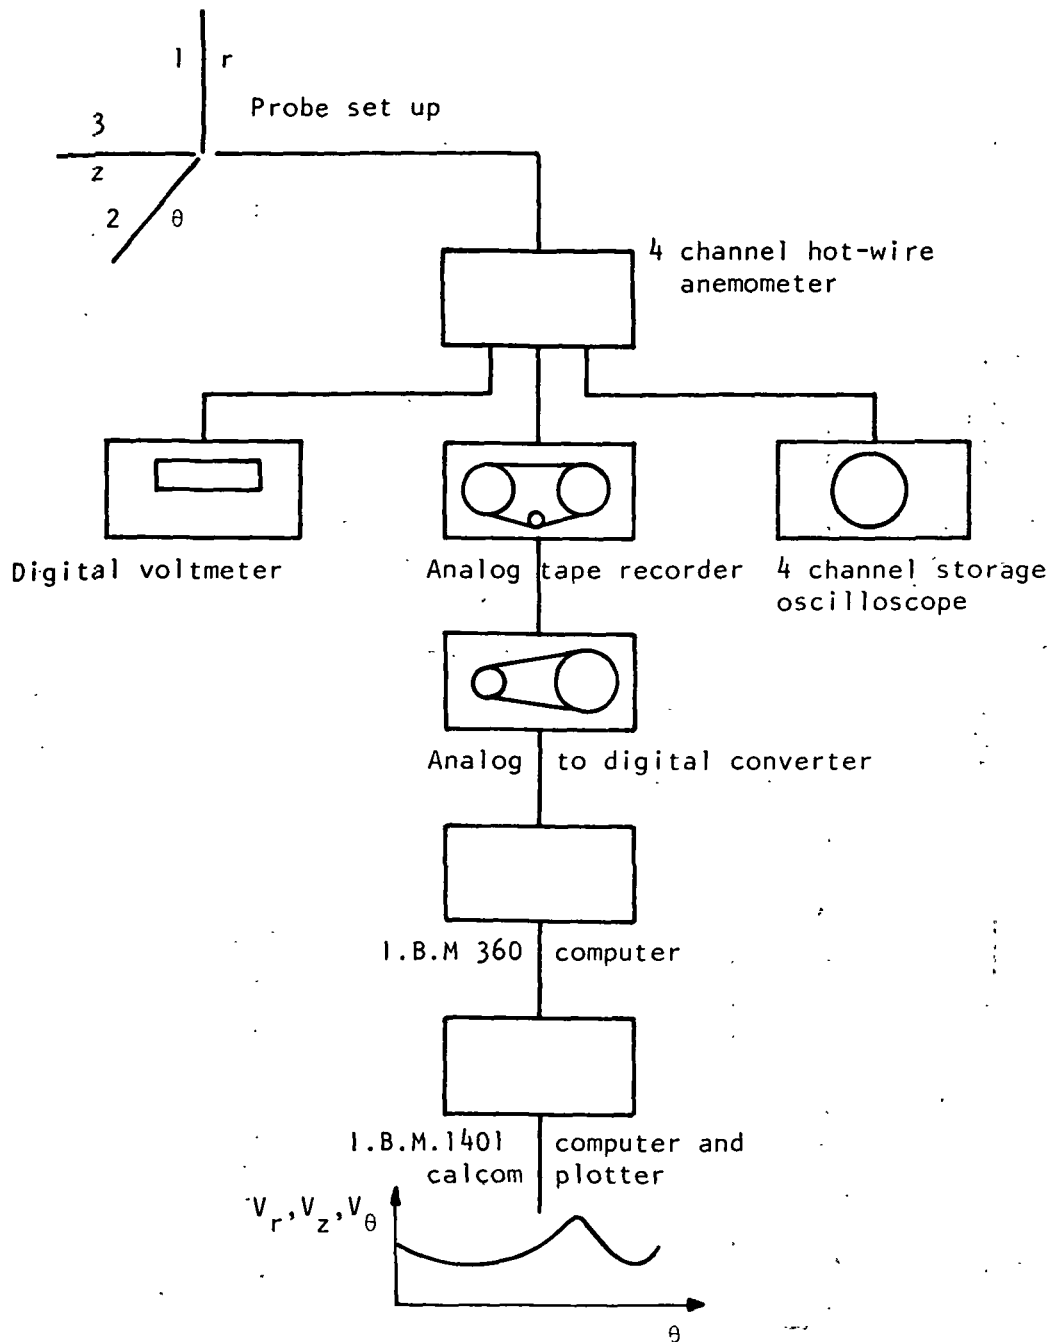 1 r
Probe set up
3
z
2 θ
4 channel hot-wire
anemometer
Digital voltmeter
Analog tape recorder
4 channel storage
oscilloscope
Analog to digital converter
I.B.M 360 computer
I.B.M.1401 computer and
calcom plotter
V_r,V_z,V_θ
θ